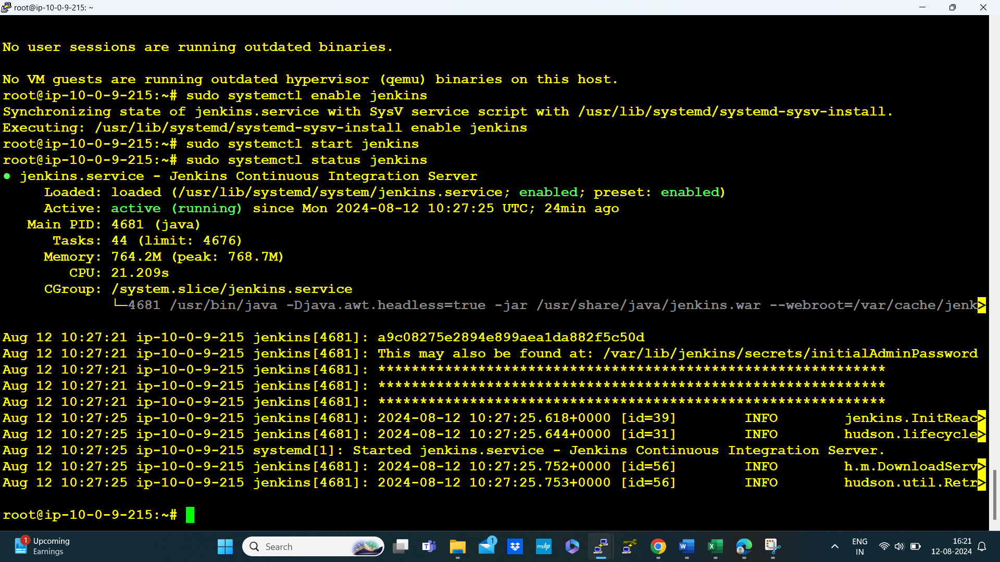 root@ip-10-0-9-215: ~
No user sessions are running outdated binaries.
No VM guests are running outdated hypervisor (qemu) binaries on this host.
root@ip-10-0-9-215:~# sudo systemctl enable jenkins
Synchronizing state of jenkins.service with SysV service script with /usr/lib/systemd/systemd-sysv-install.
Executing: /usr/lib/systemd/systemd-sysv-install enable jenkins
root@ip-10-0-9-215:~# sudo systemctl start jenkins
root@ip-10-0-9-215:~# sudo systemctl status jenkins
● jenkins.service - Jenkins Continuous Integration Server
Loaded: loaded (/usr/lib/systemd/system/jenkins.service; enabled; preset: enabled)
Active: active (running) since Mon 2024-08-12 10:27:25 UTC; 24min ago
Main PID: 4681 (java)
Tasks: 44 (limit: 4676)
Memory: 764.2M (peak: 768.7M)
CPU: 21.209s
CGroup: /system.slice/jenkins.service
└─4681 /usr/bin/java -Djava.awt.headless=true -jar /usr/share/java/jenkins.war --webroot=/var/cache/jenk>
Aug 12 10:27:21 ip-10-0-9-215 jenkins[4681]: a9c08275e2894e899aea1da882f5c50d
Aug 12 10:27:21 ip-10-0-9-215 jenkins[4681]: This may also be found at: /var/lib/jenkins/secrets/initialAdminPassword
Aug 12 10:27:21 ip-10-0-9-215 jenkins[4681]: *************************************************************
Aug 12 10:27:21 ip-10-0-9-215 jenkins[4681]: *************************************************************
Aug 12 10:27:21 ip-10-0-9-215 jenkins[4681]: *************************************************************
Aug 12 10:27:25 ip-10-0-9-215 jenkins[4681]: 2024-08-12 10:27:25.618+0000 [id=39] INFO jenkins.InitReac>
Aug 12 10:27:25 ip-10-0-9-215 jenkins[4681]: 2024-08-12 10:27:25.644+0000 [id=31] INFO hudson.lifecycle>
Aug 12 10:27:25 ip-10-0-9-215 systemd[1]: Started jenkins.service - Jenkins Continuous Integration Server.
Aug 12 10:27:25 ip-10-0-9-215 jenkins[4681]: 2024-08-12 10:27:25.752+0000 [id=56] INFO h.m.DownloadServ>
Aug 12 10:27:25 ip-10-0-9-215 jenkins[4681]: 2024-08-12 10:27:25.753+0000 [id=56] INFO hudson.util.Retr>
root@ip-10-0-9-215:~#
1
Upcoming
Earnings
Search
T
1
myhp
W
X
ENG
IN
16:21
12-08-2024